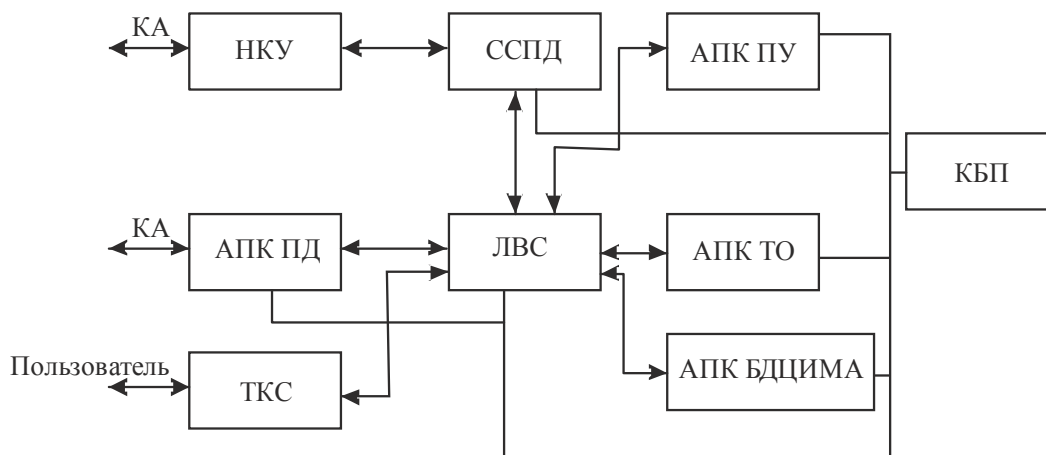 КА
НКУ
ССПД
АПК ПУ
КБП
КА
АПК ПД
ЛВС
АПК ТО
Пользователь
ТКС
АПК БДЦИМА